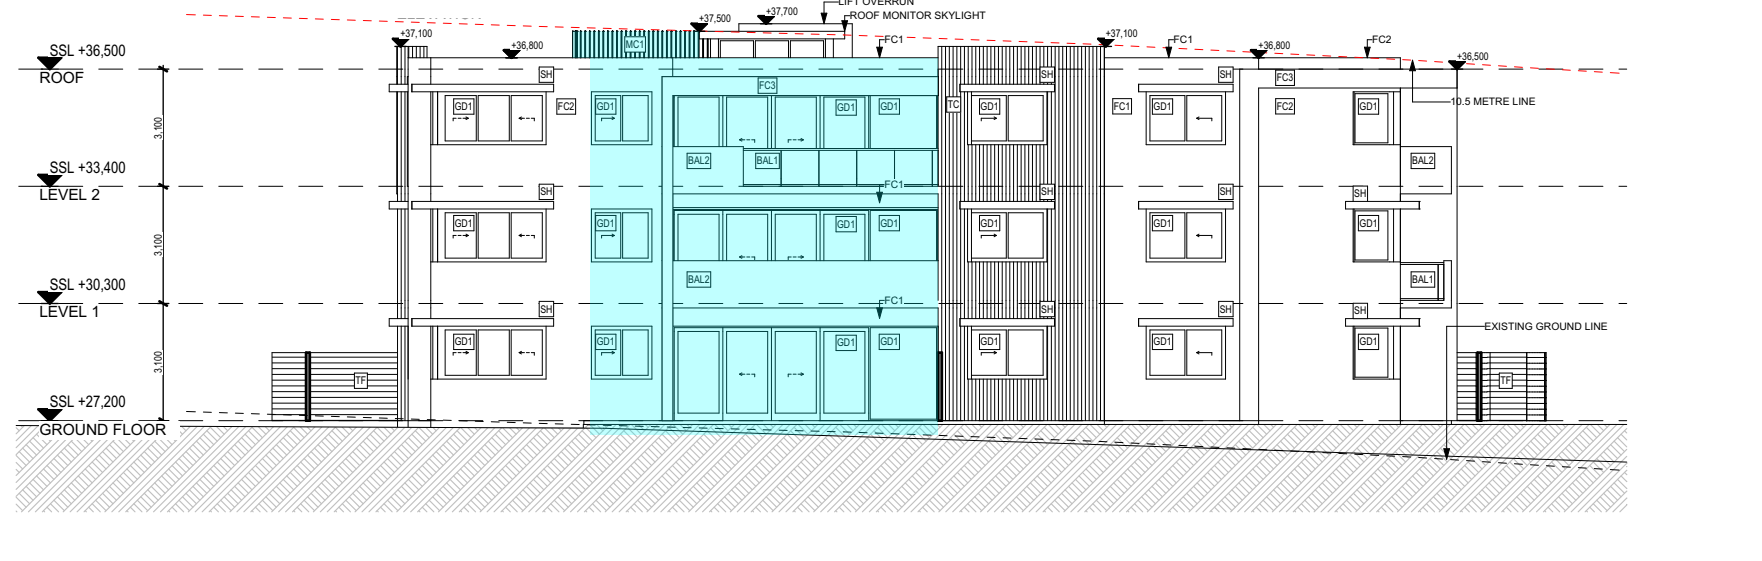 LIFT OVERRUN
ROOF MONITOR SKYLIGHT
+37,500
+37,700
+37,100
+36,800
MC1
FC1
+37,100
FC1
+36,800
FC2
+36,500
SSL +36,500
ROOF
SH
SH
SH
FC3
FC3
10.5 METRE LINE
GD1
FC2
GD1
GD1
GD1
TC
GD1
FC1
GD1
FC2
GD1
3,100
BAL2
BAL1
BAL2
SSL +33,400
LEVEL 2
FC1
SH
SH
SH
SH
GD1
GD1
GD1
GD1
GD1
GD1
GD1
3,100
BAL2
BAL1
SSL +30,300
LEVEL 1
FC1
SH
SH
SH
SH
EXISTING GROUND LINE
GD1
GD1
GD1
GD1
GD1
GD1
GD1
3,100
TF
TF
SSL +27,200
GROUND FLOOR